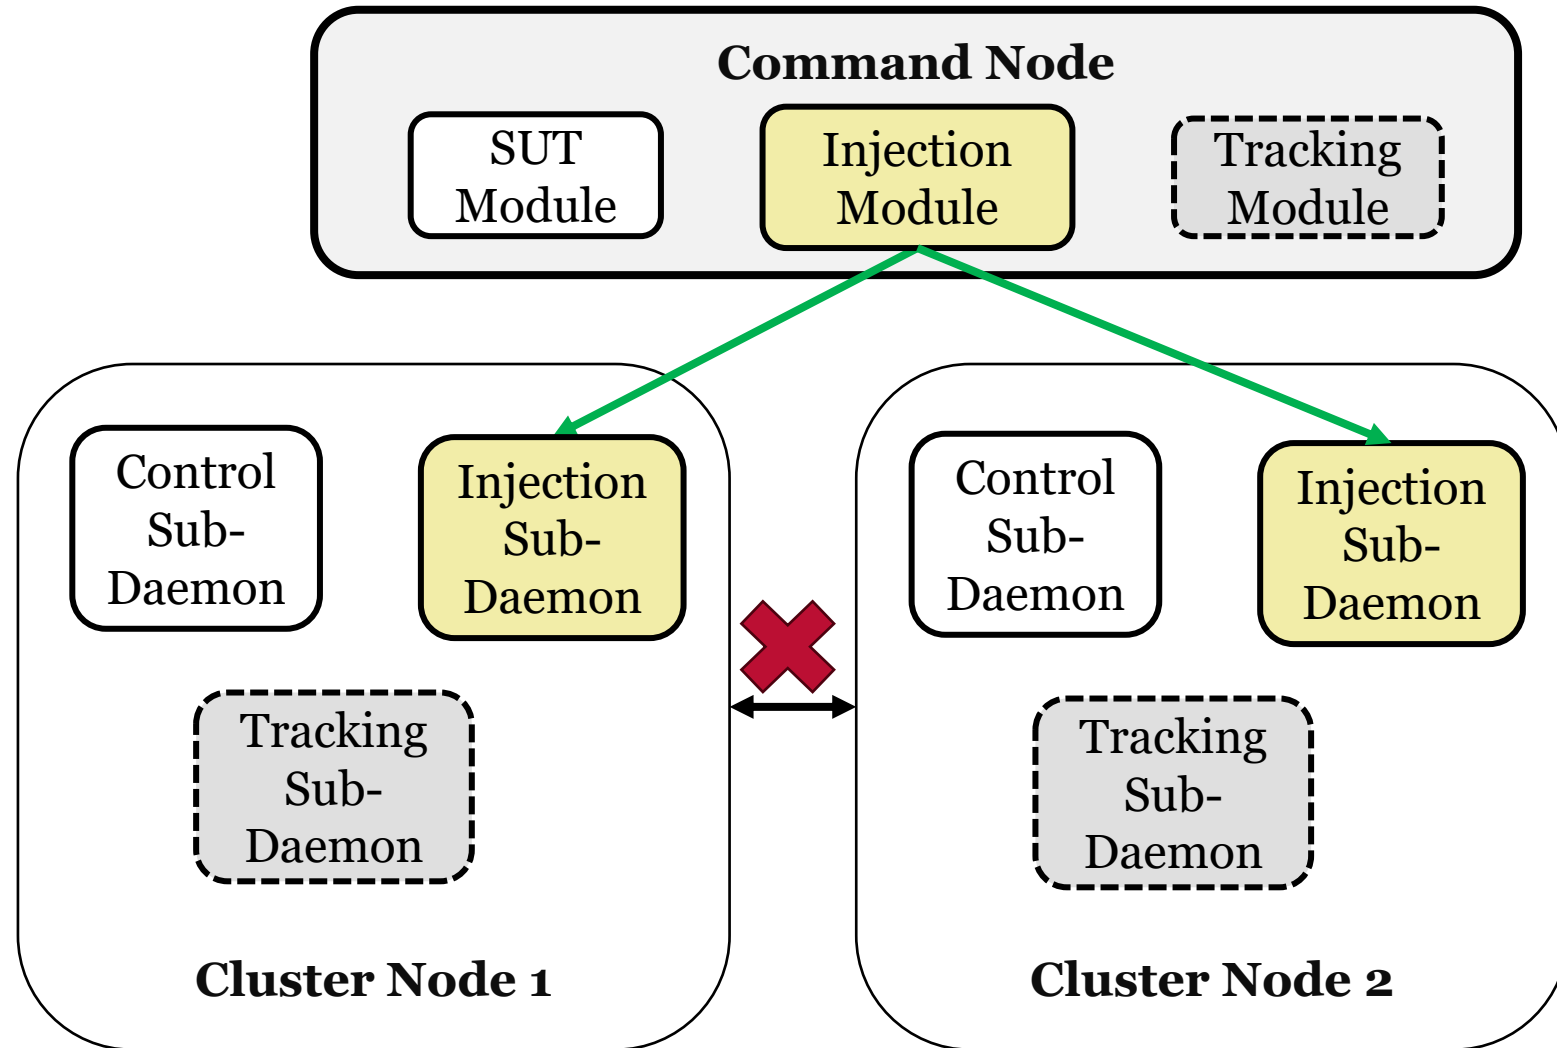 Command Node
SUT
Module
Injection
Module
Tracking
Module
Control
Sub-
Daemon
Injection
Sub-
Daemon
Tracking
Sub-
Daemon
Cluster Node 1
Control
Sub-
Daemon
Injection
Sub-
Daemon
Tracking
Sub-
Daemon
Cluster Node 2